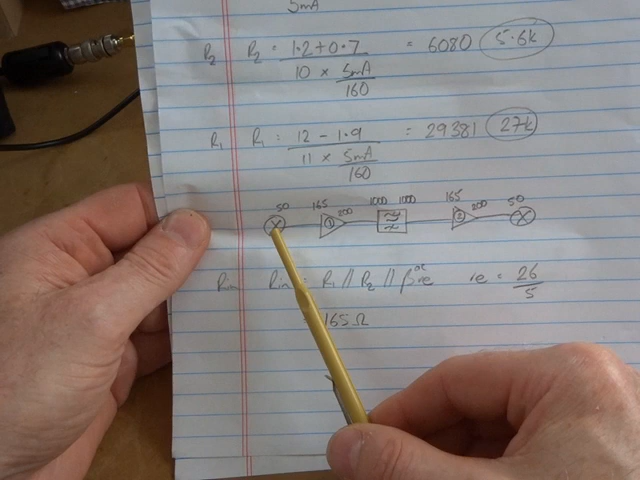 5mA
R2 R2 = 1.2+0.7 / 10 × 5mA/160 = 6080 5.6k
R1 R1 = 12 - 1.9 / 11 × 5mA/160 = 29381 27k
50 165 200 1000 1000 165 200 50
Rin Rin = R1 // R2 // βre re = 26/5
= 165Ω